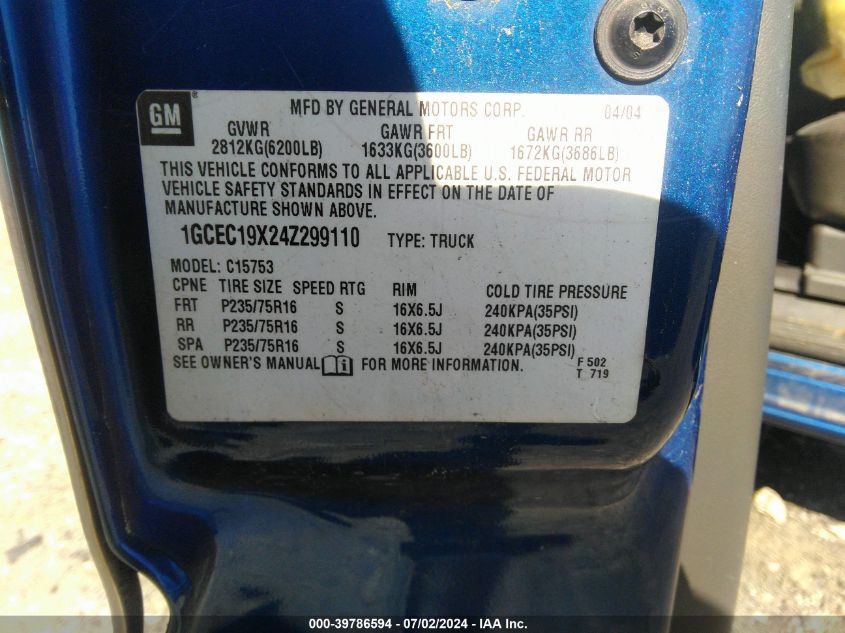 GM ® MFD BY GENERAL MOTORS CORP. 04/04
GVWR GAWR FRT GAWR RR
2812KG(6200LB) 1633KG(3600LB) 1672KG(3686LB)
THIS VEHICLE CONFORMS TO ALL APPLICABLE U.S. FEDERAL MOTOR
VEHICLE SAFETY STANDARDS IN EFFECT ON THE DATE OF
MANUFACTURE SHOWN ABOVE.
1GCEC19X24Z299110 TYPE: TRUCK
MODEL: C15753
CPNE TIRE SIZE SPEED RTG RIM COLD TIRE PRESSURE
FRT P235/75R16 S 16X6.5J 240KPA(35PSI)
RR P235/75R16 S 16X6.5J 240KPA(35PSI)
SPA P235/75R16 S 16X6.5J 240KPA(35PSI)
SEE OWNER'S MANUAL FOR MORE INFORMATION. F 502
T 719
000-39786594 - 07/02/2024 - IAA Inc.